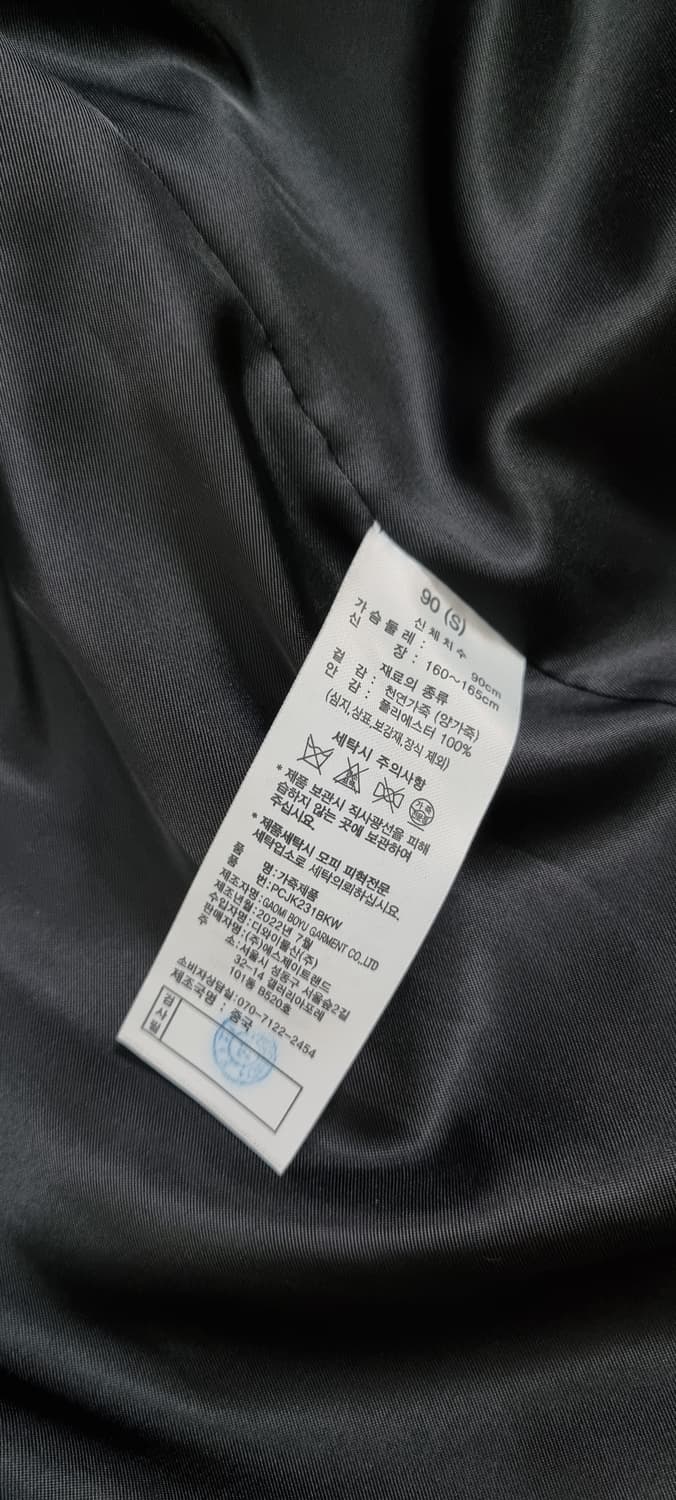 90 (S)
신체치수
가슴둘레 : 90cm
신 장 : 160~165cm
재료의 종류
겉 감 : 천연가죽 (양가죽)
안 감 : 폴리에스터 100%
(심지,상표,보강재,장식 제외)
세탁시 주의사항
* 제품 보관시 직사광선을 피해
습하지 않는 곳에 보관하여
주십시요.
* 제품세탁시 모피 피혁전문
세탁업소로 세탁의뢰하십시요.
품 명:가죽제품
품 번:PCJK231BKW
제조자명:GAOMI BOYU GARMENT CO.,LTD
제조년월:2022년 7월
수입자명:디와이물산(주)
판매자명:(주)에스제이트렌드
주 소:서울시 성동구 서울숲2길
32-14 갤러리아포레
101동 B520호
소비자상담실:070-7122-2454
제조국명 : 중국
검사필